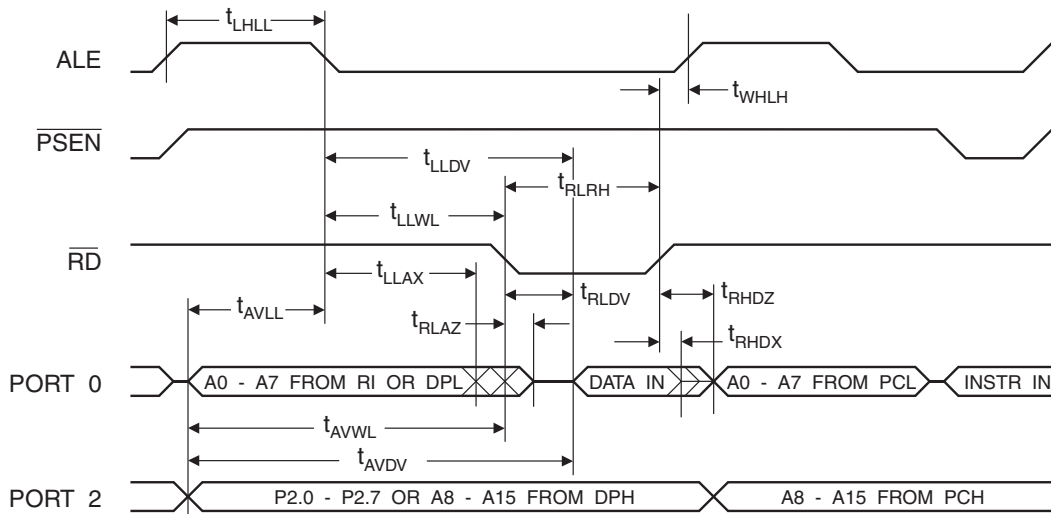 tLHLL
ALE
tWHLH
PSEN
tLLDV
tRLRH
tLLWL
RD
tLLAX
tRLDV
tRHDZ
tAVLL
tRLAZ
tRHDX
PORT 0
A0 - A7 FROM RI OR DPL
DATA IN
A0 - A7 FROM PCL
INSTR IN
tAVWL
tAVDV
PORT 2
P2.0 - P2.7 OR A8 - A15 FROM DPH
A8 - A15 FROM PCH